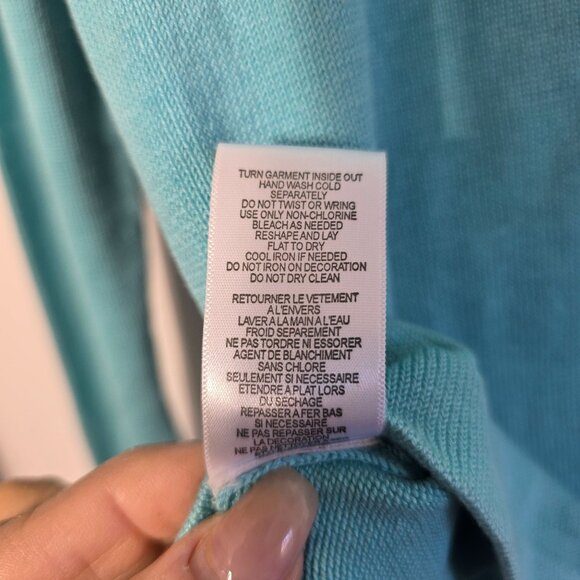 TURN GARMENT INSIDE OUT
HAND WASH COLD
SEPARATELY
DO NOT TWIST OR WRING
USE ONLY NON-CHLORINE
BLEACH AS NEEDED
RESHAPE AND LAY
FLAT TO DRY
COOL IRON IF NEEDED
DO NOT IRON ON DECORATION
DO NOT DRY CLEAN
RETOURNER LE VETEMENT
A L'ENVERS
LAVER A LA MAIN A L'EAU
FROID SEPAREMENT
NE PAS TORDRE NI ESSORER
AGENT DE BLANCHIMENT
SANS CHLORE
SEULEMENT SI NECESSAIRE
ETENDRE A PLAT LORS
DU SECHAGE
REPASSER A FER BAS
SI NECESSAIRE
NE PAS REPASSER SUR
LA DECORATION
NE PAS